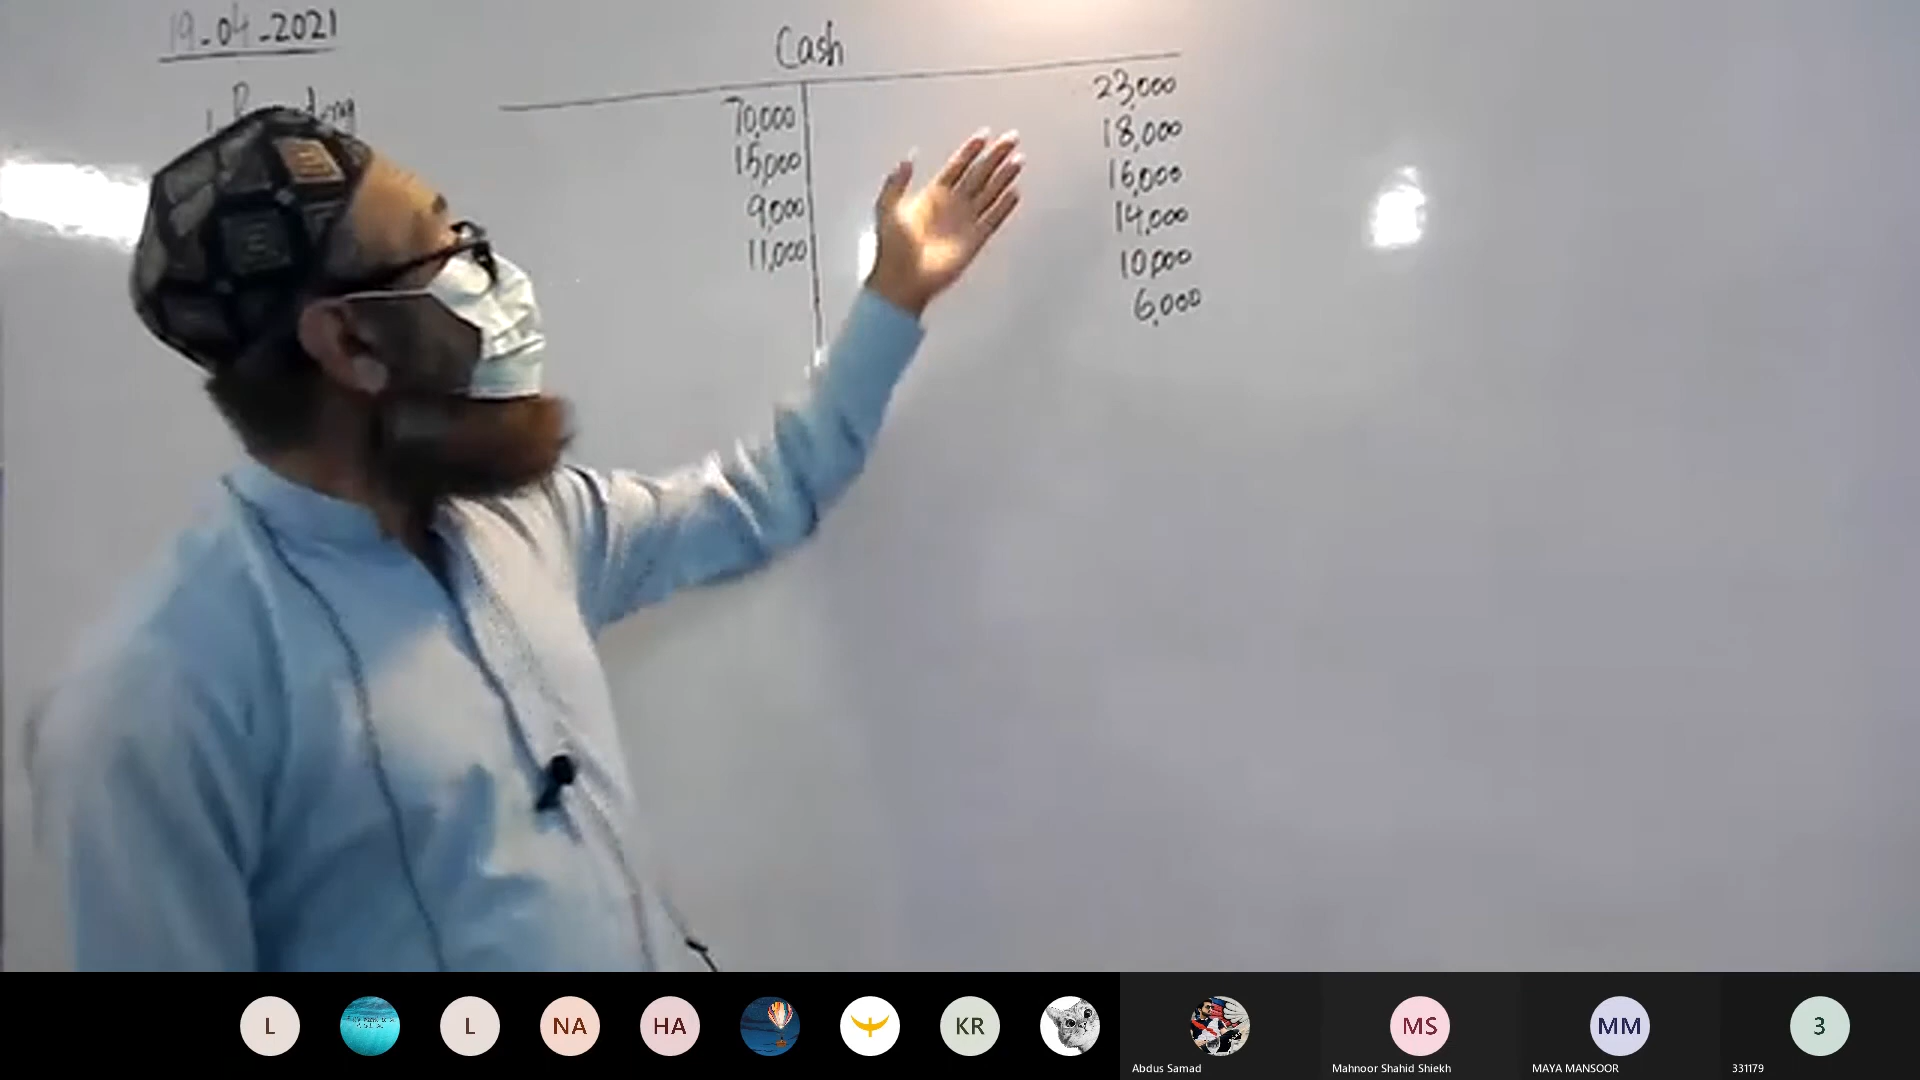 19-04-2021
Cash
70,000
15,000
9,000
11,000
23,000
18,000
16,000
14,000
10,000
6,000
L
L
NA
HA
KR
MS
MM
3
Abdus Samad
Mahnoor Shahid Shiekh
MAYA MANSOOR
331179